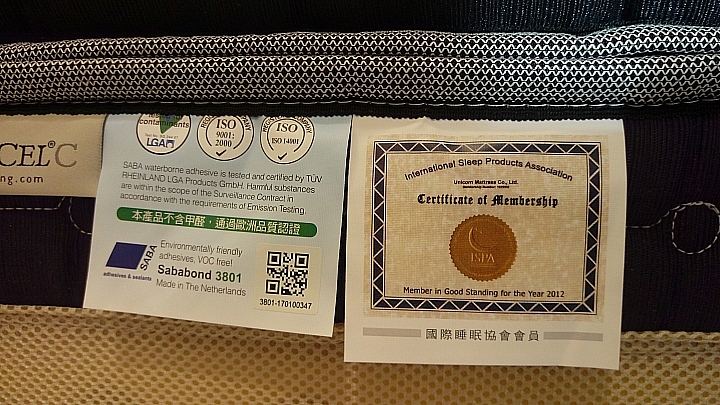 CEL®C
ng.com
contaminants
LGA
ISO
9001:
2000
ISO 14001
SABA waterborne adhesive is tested and certified by TÜV
RHEINLAND LGA Products GmbH. Harmful substances
are within the scope of the Surveillance Contract in
accordance with the requirements of Emission Testing.
本產品不含甲醛，通過歐洲品質認證
SABA
adhesives & sealants
Environmentally friendly
adhesives, VOC free!
Sababond 3801
Made in The Netherlands
3801-170100347
International Sleep Products Association
Unicorn Mattress Co., Ltd.
Certificate of Membership
ISPA
Member in Good Standing for the Year 2012
國際睡眠協會會員